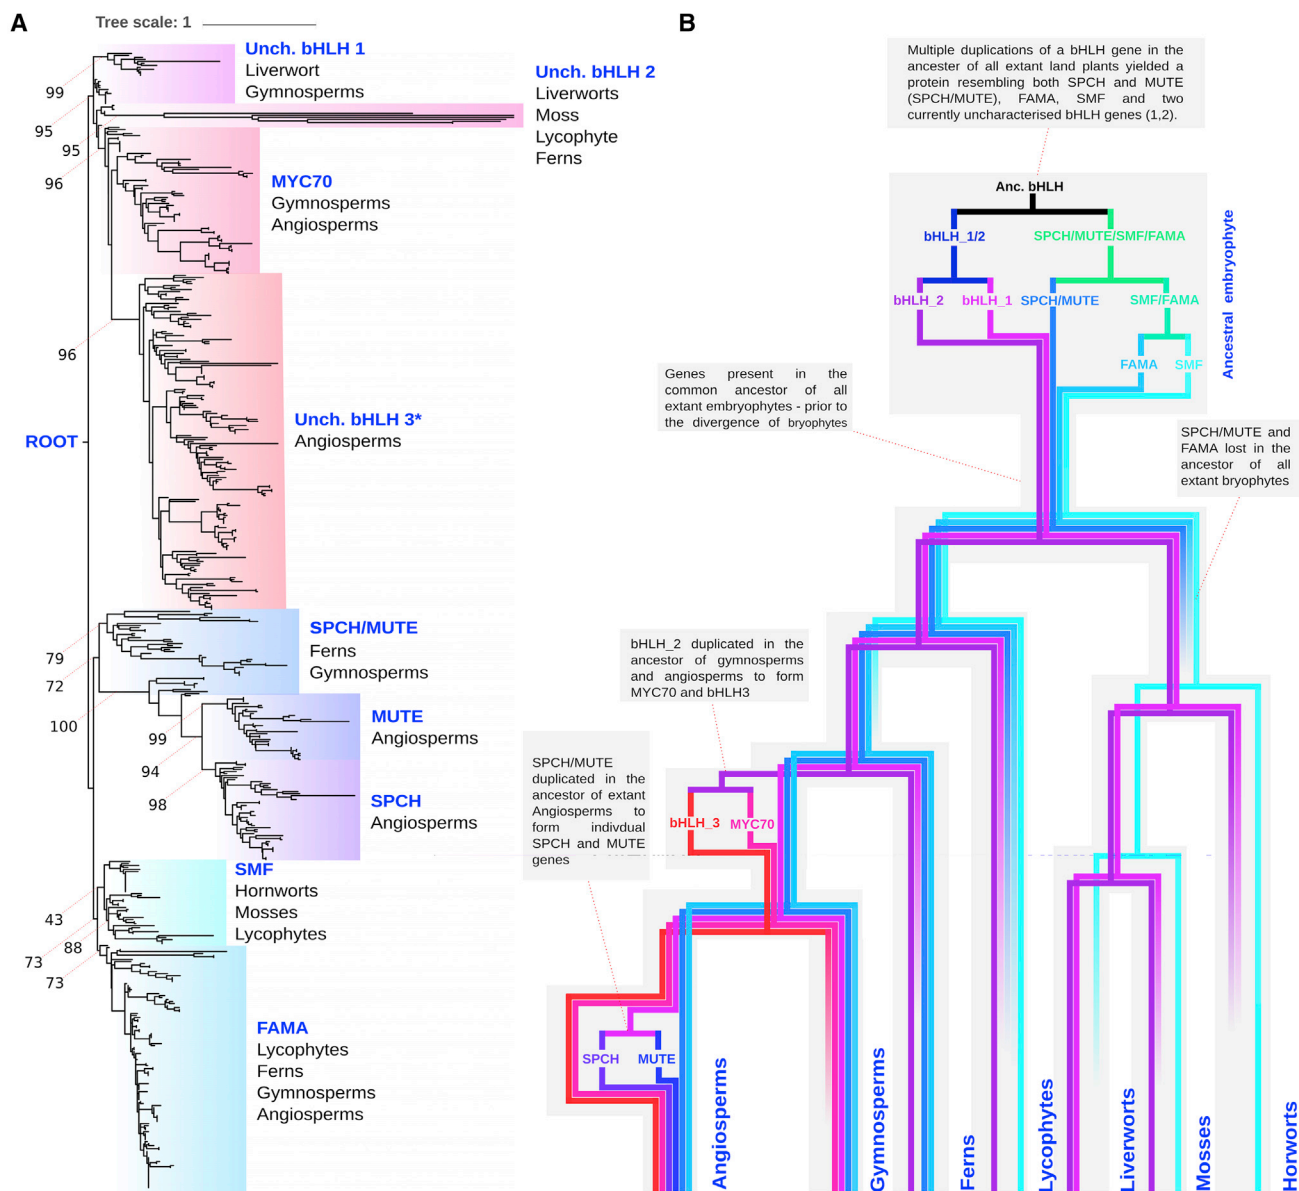 A
Tree scale: 1
Unch. bHLH 1
Liverwort
Gymnosperms
Unch. bHLH 2
Liverworts
Moss
Lycophyte
Ferns
99
95
95
96
MYC70
Gymnosperms
Angiosperms
96
Unch. bHLH 3*
Angiosperms
ROOT
SPCH/MUTE
Ferns
Gymnosperms
79
72
100
MUTE
Angiosperms
99
94
98
SPCH
Angiosperms
SMF
Hornworts
Mosses
Lycophytes
43
88
73
73
FAMA
Lycophytes
Ferns
Gymnosperms
Angiosperms
B
Multiple duplications of a bHLH gene in the
ancestor of all extant land plants yielded a
protein resembling both SPCH and MUTE
(SPCH/MUTE), FAMA, SMF and two
currently uncharacterised bHLH genes (1,2).
Anc. bHLH
bHLH_1/2
SPCH/MUTE/SMF/FAMA
bHLH_2
bHLH_1
SPCH/MUTE
SMF/FAMA
FAMA
SMF
Ancestral embryophyte
Genes present in the
common ancestor of all
extant embryophytes - prior to
the divergence of bryophytes
SPCH/MUTE and
FAMA lost in the
ancestor of all
extant bryophytes
bHLH_2 duplicated in the
ancestor of gymnosperms
and angiosperms to form
MYC70 and bHLH3
SPCH/MUTE
duplicated in the
ancestor of extant
Angiosperms to
form indivdual
SPCH and MUTE
genes
bHLH_3
MYC70
SPCH
MUTE
Angiosperms
Gymnosperms
Ferns
Lycophytes
Liverworts
Mosses
Horworts